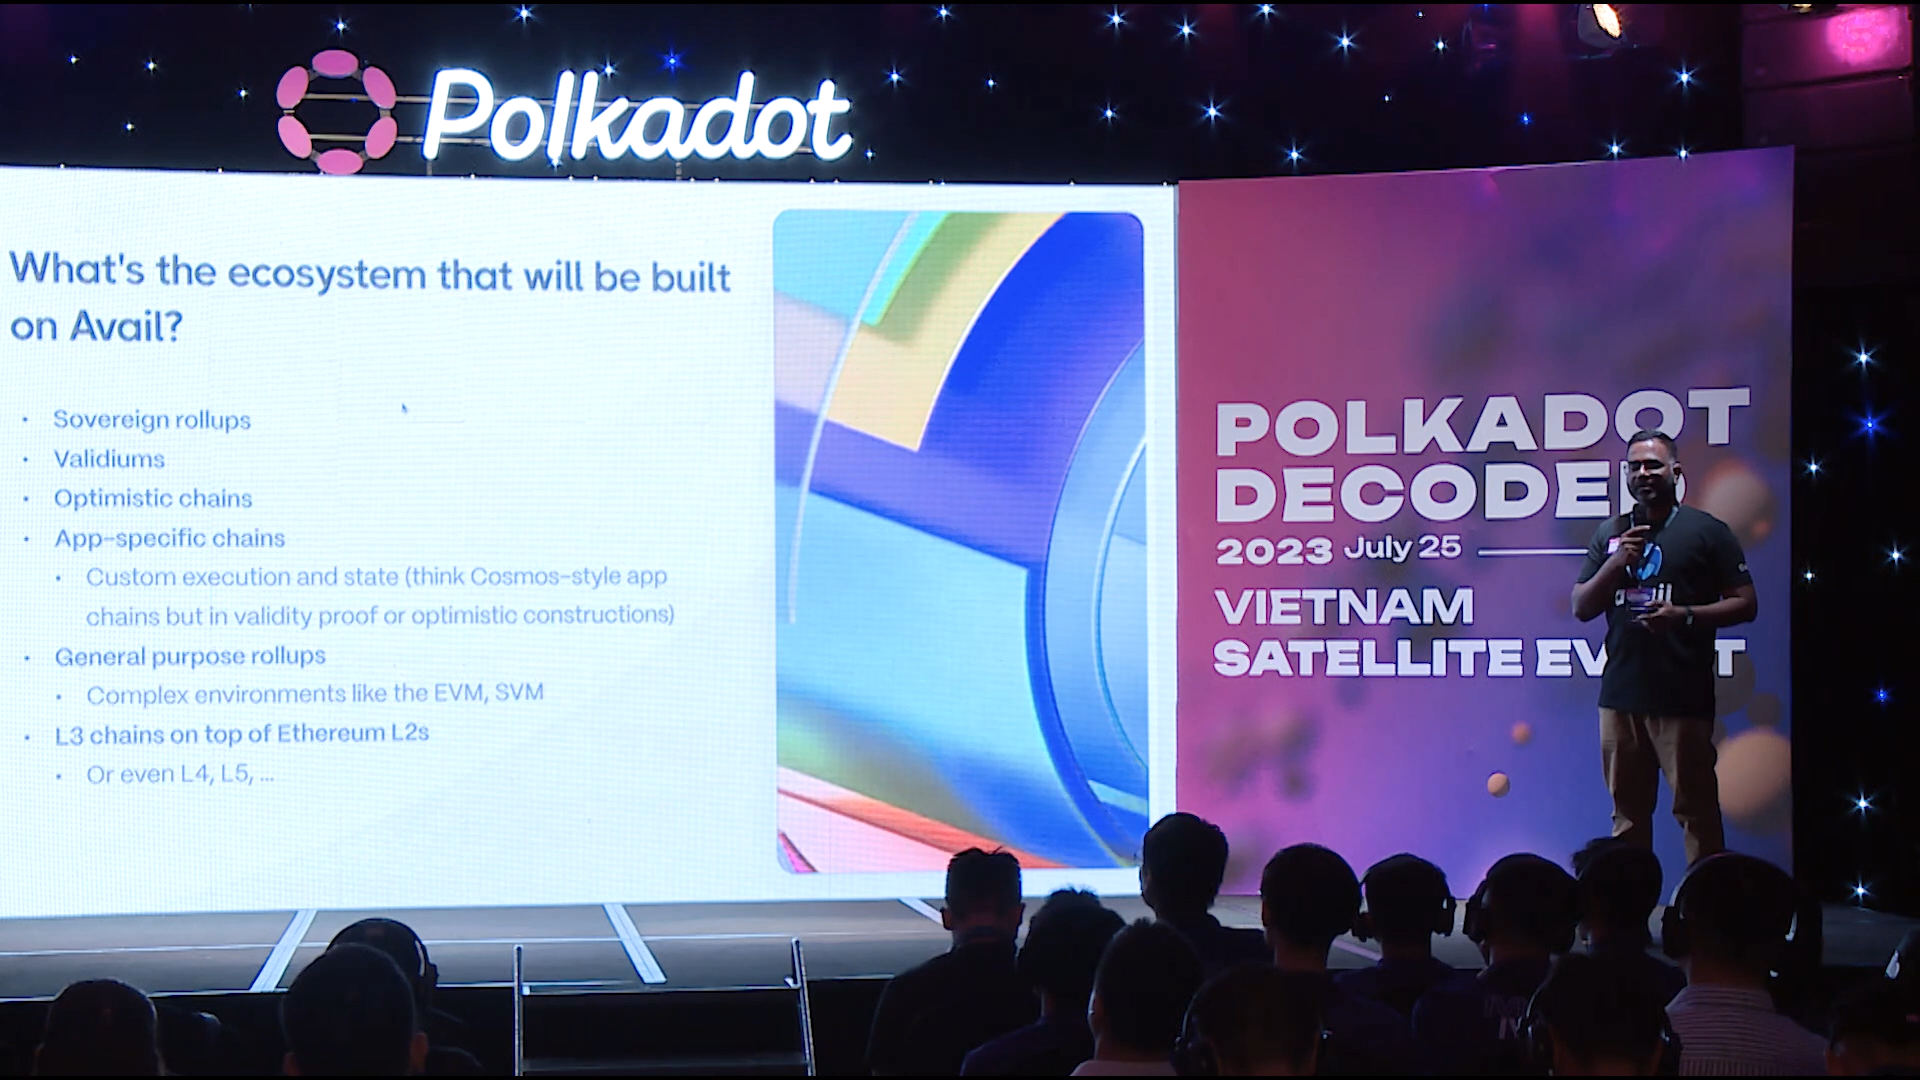 Polkadot
What's the ecosystem that will be built
on Avail?
• Sovereign rollups
• Validiums
• Optimistic chains
• App-specific chains
• Custom execution and state (think Cosmos-style app
chains but in validity proof or optimistic constructions)
• General purpose rollups
• Complex environments like the EVM, SVM
• L3 chains on top of Ethereum L2s
• Or even L4, L5, ...
POLKADOT
DECODED
2023 July 25
VIETNAM
SATELLITE EV T